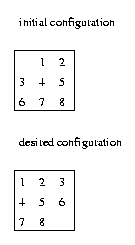 initial configuration
1 2
3 4 5
6 7 8
desired configuration
1 2 3
4 5 6
7 8